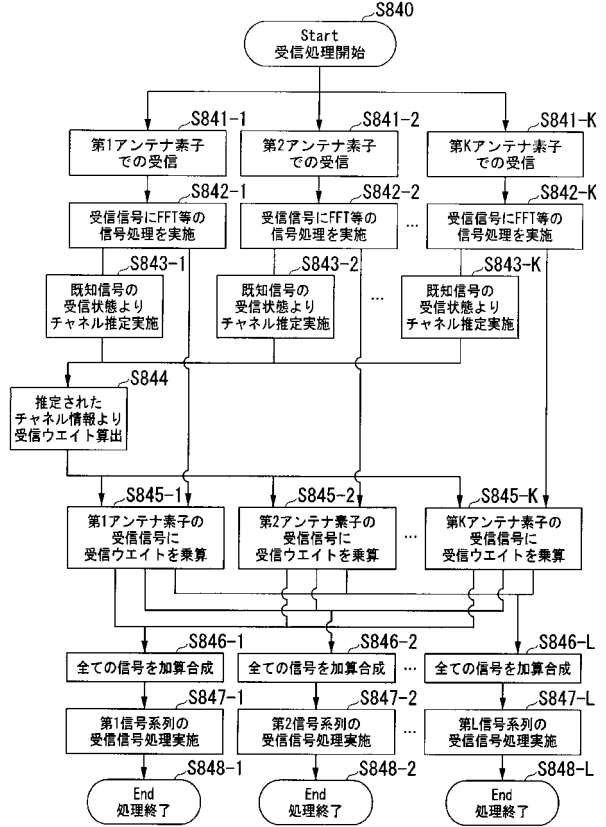 S840
Start
受信処理開始
S841-1
S841-2
S841-K
第1アンテナ素子
での受信
第2アンテナ素子
での受信
第Kアンテナ素子
での受信
S842-1
S842-2
S842-K
受信信号にFFT等の
信号処理を実施
受信信号にFFT等の
信号処理を実施
…
受信信号にFFT等の
信号処理を実施
S843-1
S843-2
S843-K
既知信号の
受信状態より
チャネル推定実施
既知信号の
受信状態より
チャネル推定実施
…
既知信号の
受信状態より
チャネル推定実施
S844
推定された
チャネル情報より
受信ウエイト算出
S845-1
S845-2
S845-K
第1アンテナ素子の
受信信号に
受信ウエイトを乗算
第2アンテナ素子の
受信信号に
受信ウエイトを乗算
…
第Kアンテナ素子の
受信信号に
受信ウエイトを乗算
S846-1
S846-2
S846-L
全ての信号を加算合成
全ての信号を加算合成
…
全ての信号を加算合成
S847-1
S847-2
S847-L
第1信号系列の
受信信号処理実施
第2信号系列の
受信信号処理実施
…
第L信号系列の
受信信号処理実施
S848-1
S848-2
S848-L
End
処理終了
End
処理終了
End
処理終了